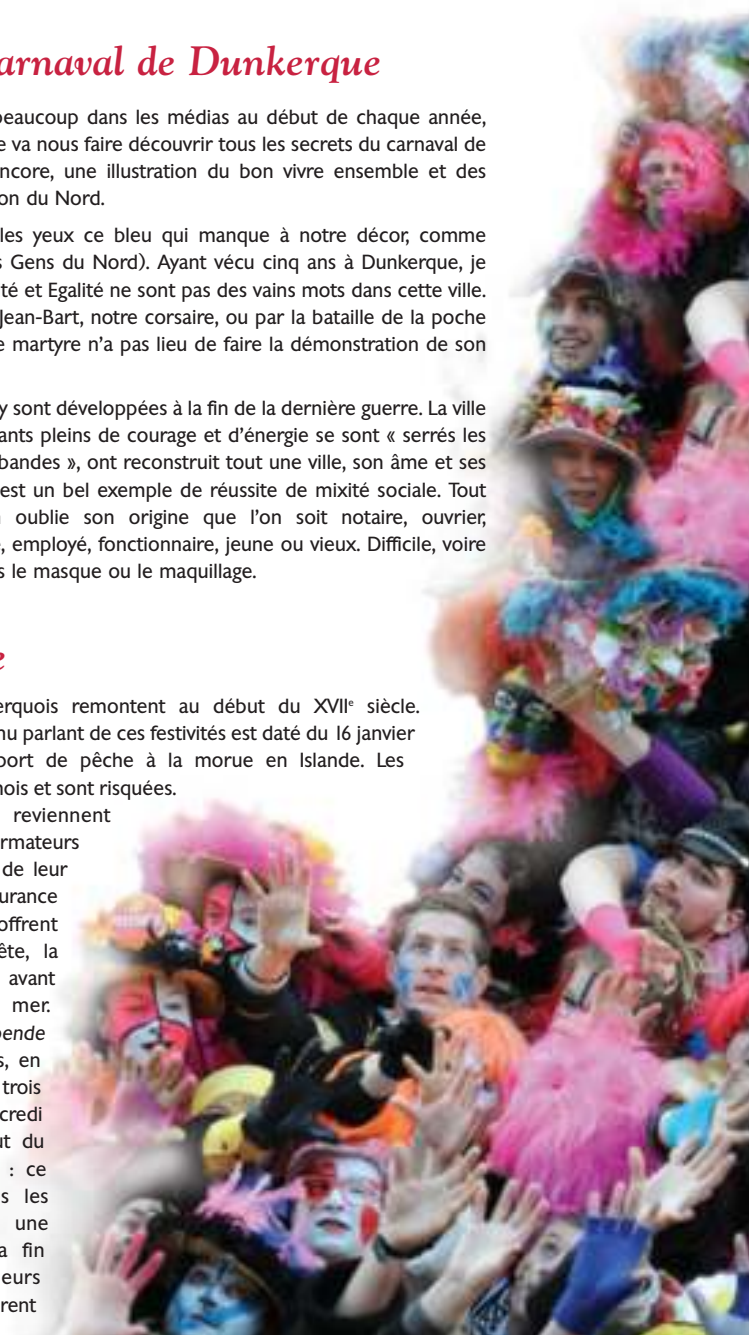 arnaval de Dunkerque
beaucoup dans les médias au début de chaque année,
e va nous faire découvrir tous les secrets du carnaval de
ncore, une illustration du bon vivre ensemble et des
on du Nord.
les yeux ce bleu qui manque à notre décor, comme
s Gens du Nord). Ayant vécu cinq ans à Dunkerque, je
té et Egalité ne sont pas des vains mots dans cette ville.
Jean-Bart, notre corsaire, ou par la bataille de la poche
e martyre n'a pas lieu de faire la démonstration de son
y sont développées à la fin de la dernière guerre. La ville
ants pleins de courage et d'énergie se sont « serrés les
bandes », ont reconstruit tout une ville, son âme et ses
est un bel exemple de réussite de mixité sociale. Tout
oublie son origine que l'on soit notaire, ouvrier,
, employé, fonctionnaire, jeune ou vieux. Difficile, voire
s le masque ou le maquillage.
e
erquois remontent au début du XVIIe siècle.
nu parlant de ces festivités est daté du 16 janvier
port de pêche à la morue en Islande. Les
nois et sont risquées.
reviennent
rmateurs
de leur
urance
offrent
ête, la
avant
mer.
bende
s, en
trois
credi
ut du
: ce
s les
une
a fin
eurs
rent